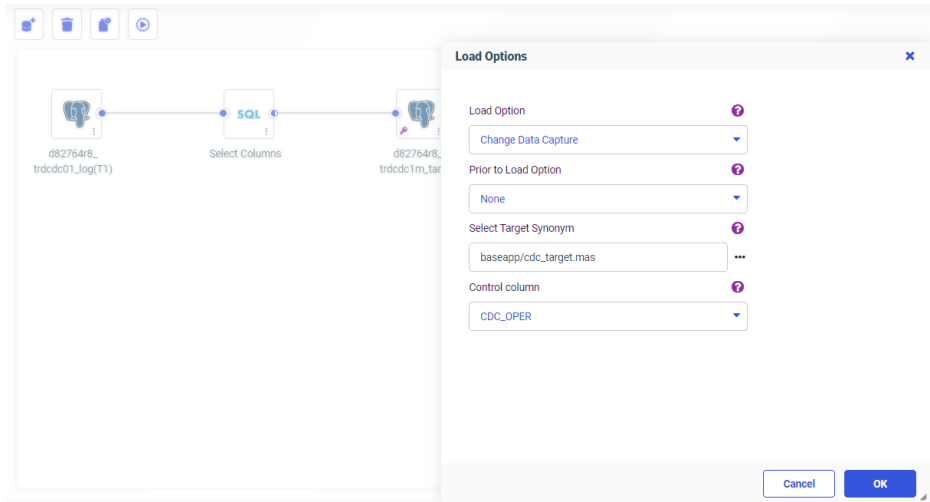 Load Options
Load Option
Change Data Capture
Prior to Load Option
None
Select Target Synonym
baseapp/cdc_target.mas
Control column
CDC_OPER
Cancel
OK
SQL
d82764r8_
trdcdc01_log(T1)
Select Columns
d82764r8_
trdcdc1m_tar